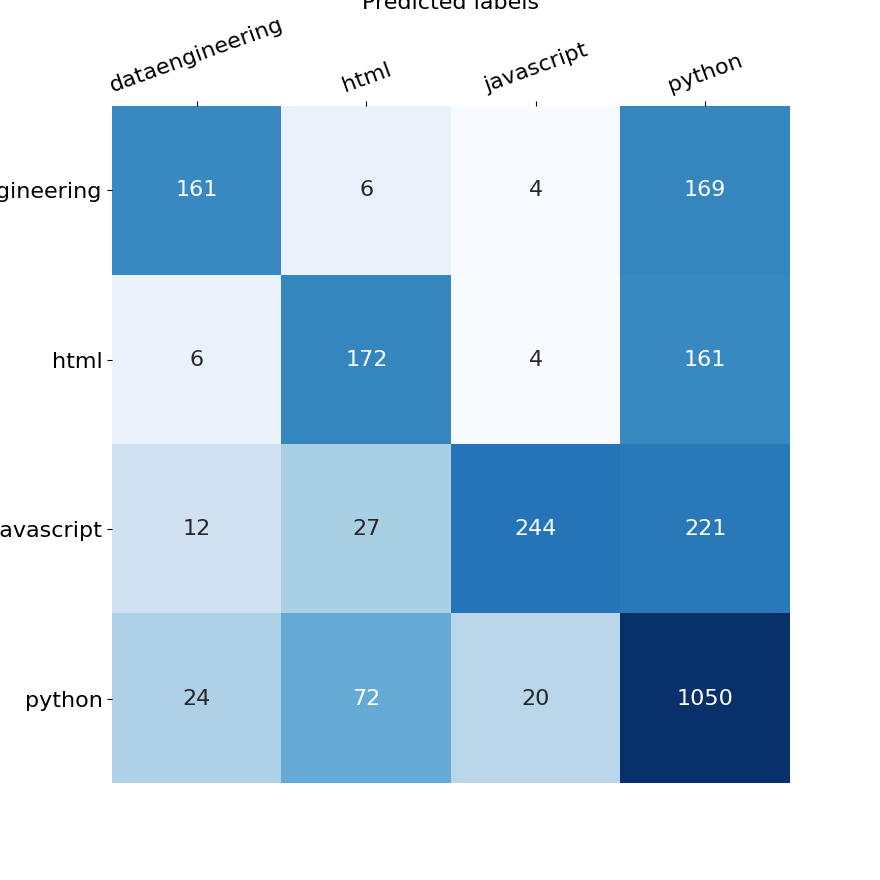 Predicted labels
dataengineering html javascript python
gineering 161 6 4 169
html 6 172 4 161
avascript 12 27 244 221
python 24 72 20 1050